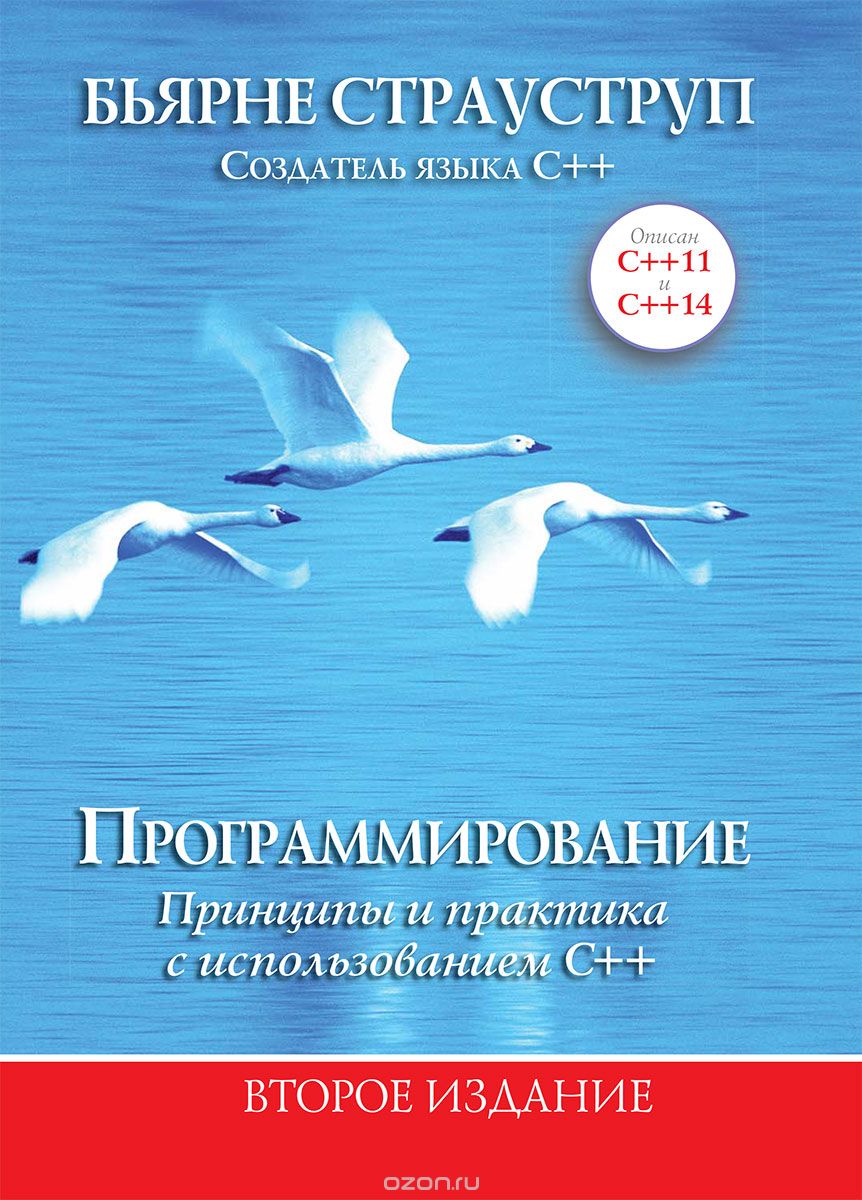 БЬЯРНЕ СТРАУСТРУП
СОЗДАТЕЛЬ ЯЗЫКА C++
Описан
C++11
и
C++14
ПРОГРАММИРОВАНИЕ
Принципы и практика
с использованием C++
ВТОРОЕ ИЗДАНИЕ
ozon.ru